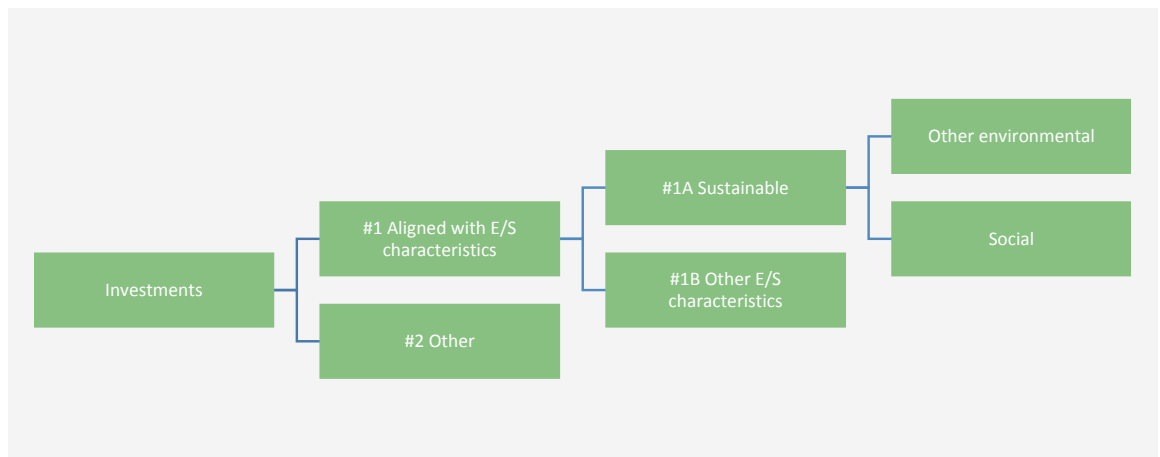 Investments
#1 Aligned with E/S
characteristics
#2 Other
#1A Sustainable
#1B Other E/S
characteristics
Other environmental
Social